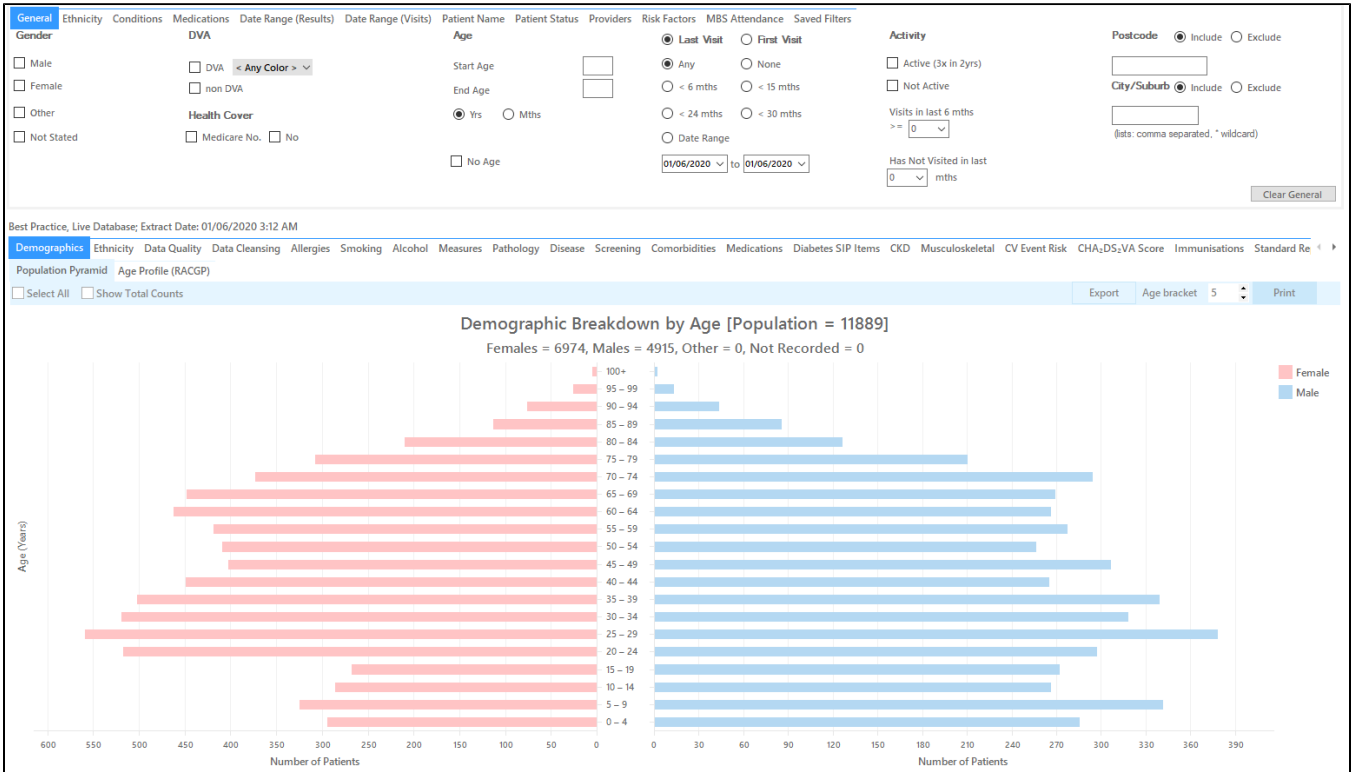 General Ethnicity Conditions Medications Date Range (Results) Date Range (Visits) Patient Name Patient Status Providers Risk Factors MBS Attendance Saved Filters
Gender DVA Age Last Visit First Visit Activity Postcode Include Exclude
Male DVA < Any Color > Start Age Any None Active (3x in 2yrs)
Female non DVA End Age < 6 mths < 15 mths Not Active City/Suburb Include Exclude
Other Health Cover Yrs Mths < 24 mths < 30 mths Visits in last 6 mths
>= 0
Not Stated Medicare No. No Date Range (lists: comma separated, * wildcard)
No Age 01/06/2020 to 01/06/2020 Has Not Visited in last
0 mths
Clear General
Best Practice, Live Database; Extract Date: 01/06/2020 3:12 AM
Demographics Ethnicity Data Quality Data Cleansing Allergies Smoking Alcohol Measures Pathology Disease Screening Comorbidities Medications Diabetes SIP Items CKD Musculoskeletal CV Event Risk CHA₂DS₂VA Score Immunisations Standard Re
Population Pyramid Age Profile (RACGP)
Select All Show Total Counts Export Age bracket 5 Print
Demographic Breakdown by Age [Population = 11889]
Females = 6974, Males = 4915, Other = 0, Not Recorded = 0
Female
Male
Age (Years)
100+
95 – 99
90 – 94
85 – 89
80 – 84
75 – 79
70 – 74
65 – 69
60 – 64
55 – 59
50 – 54
45 – 49
40 – 44
35 – 39
30 – 34
25 – 29
20 – 24
15 – 19
10 – 14
5 – 9
0 – 4
600 550 500 450 400 350 300 250 200 150 100 50 0 0 30 60 90 120 150 180 210 240 270 300 330 360 390
Number of Patients Number of Patients